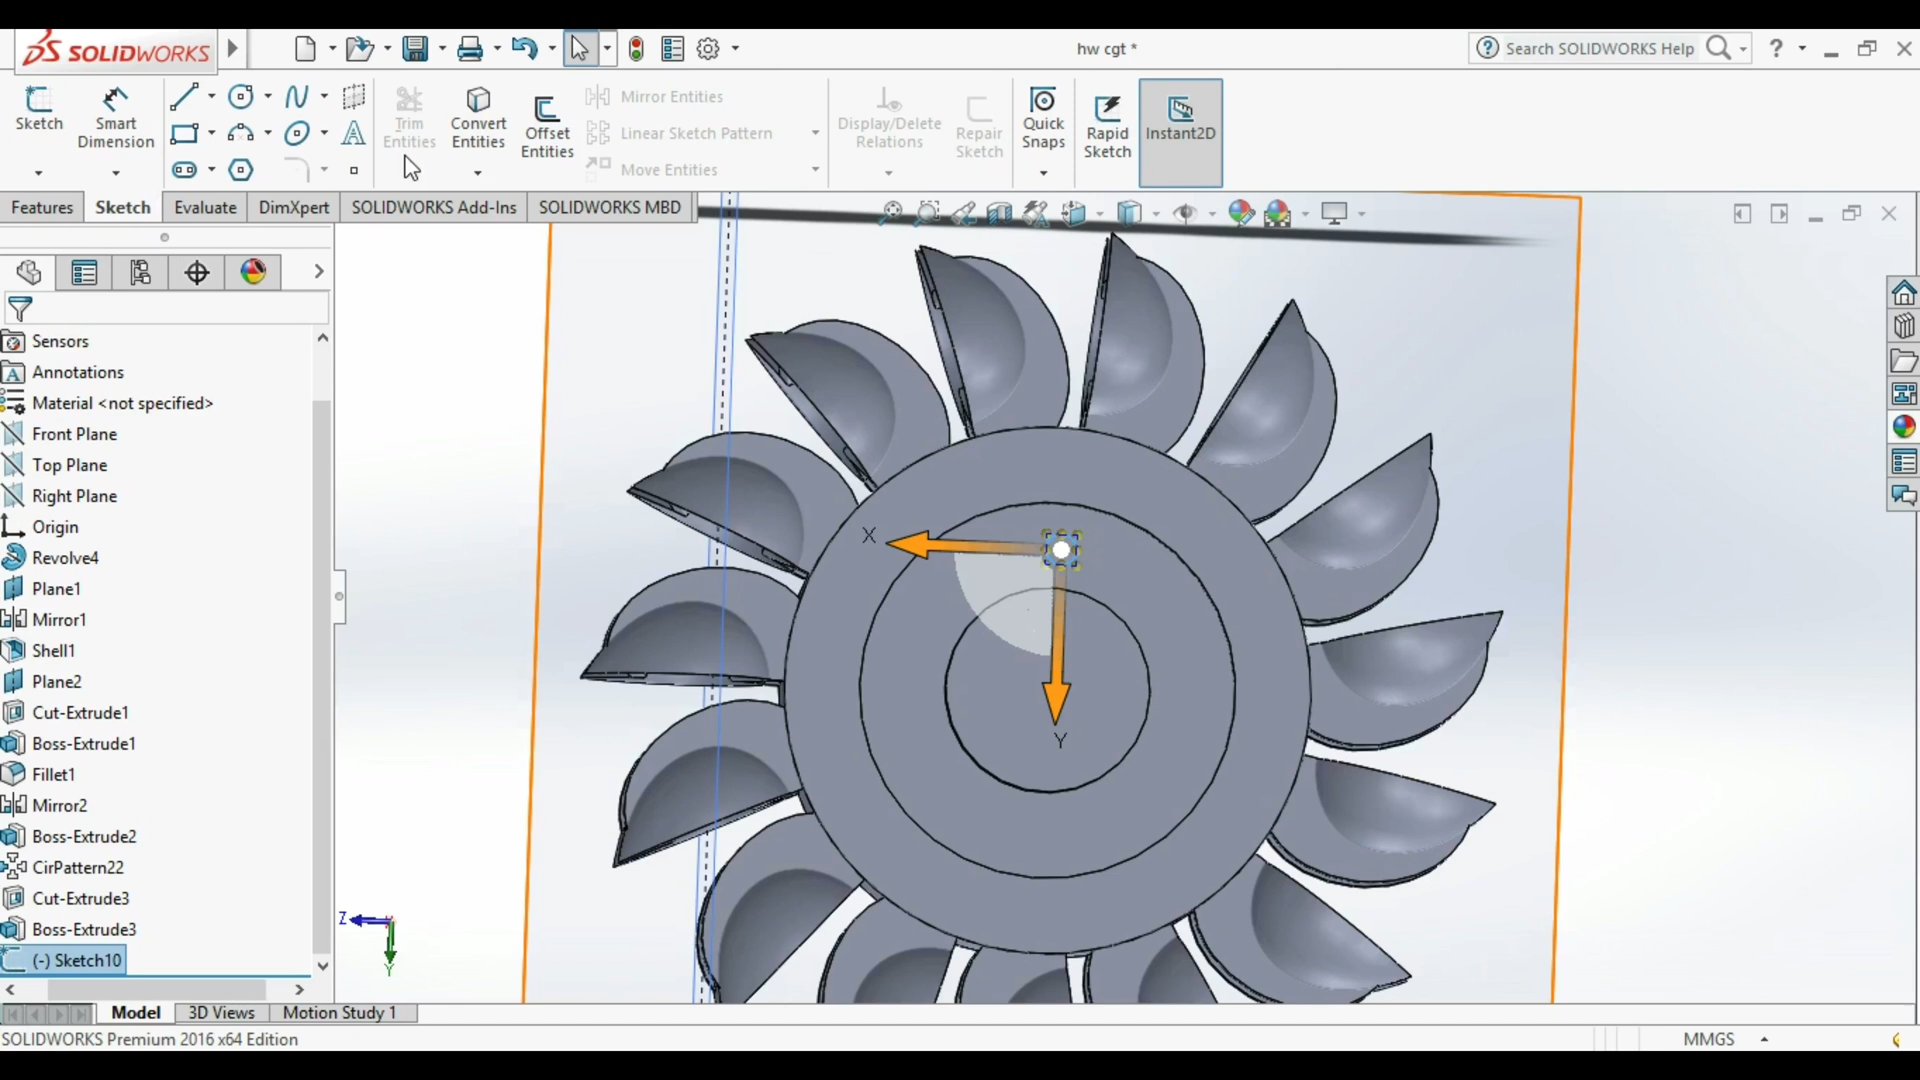 SOLIDWORKS
hw cgt *
Search SOLIDWORKS Help
?
Sketch
Smart Dimension
Trim Entities
Convert Entities
Offset Entities
Mirror Entities
Linear Sketch Pattern
Move Entities
Display/Delete Relations
Repair Sketch
Quick Snaps
Rapid Sketch
Instant2D
Features
Sketch
Evaluate
DimXpert
SOLIDWORKS Add-Ins
SOLIDWORKS MBD
Sensors
Annotations
Material <not specified>
Front Plane
Top Plane
Right Plane
Origin
Revolve4
Plane1
Mirror1
Shell1
Plane2
Cut-Extrude1
Boss-Extrude1
Fillet1
Mirror2
Boss-Extrude2
CirPattern22
Cut-Extrude3
Boss-Extrude3
(-) Sketch10
X
Y
Z
Y
Model
3D Views
Motion Study 1
SOLIDWORKS Premium 2016 x64 Edition
MMGS